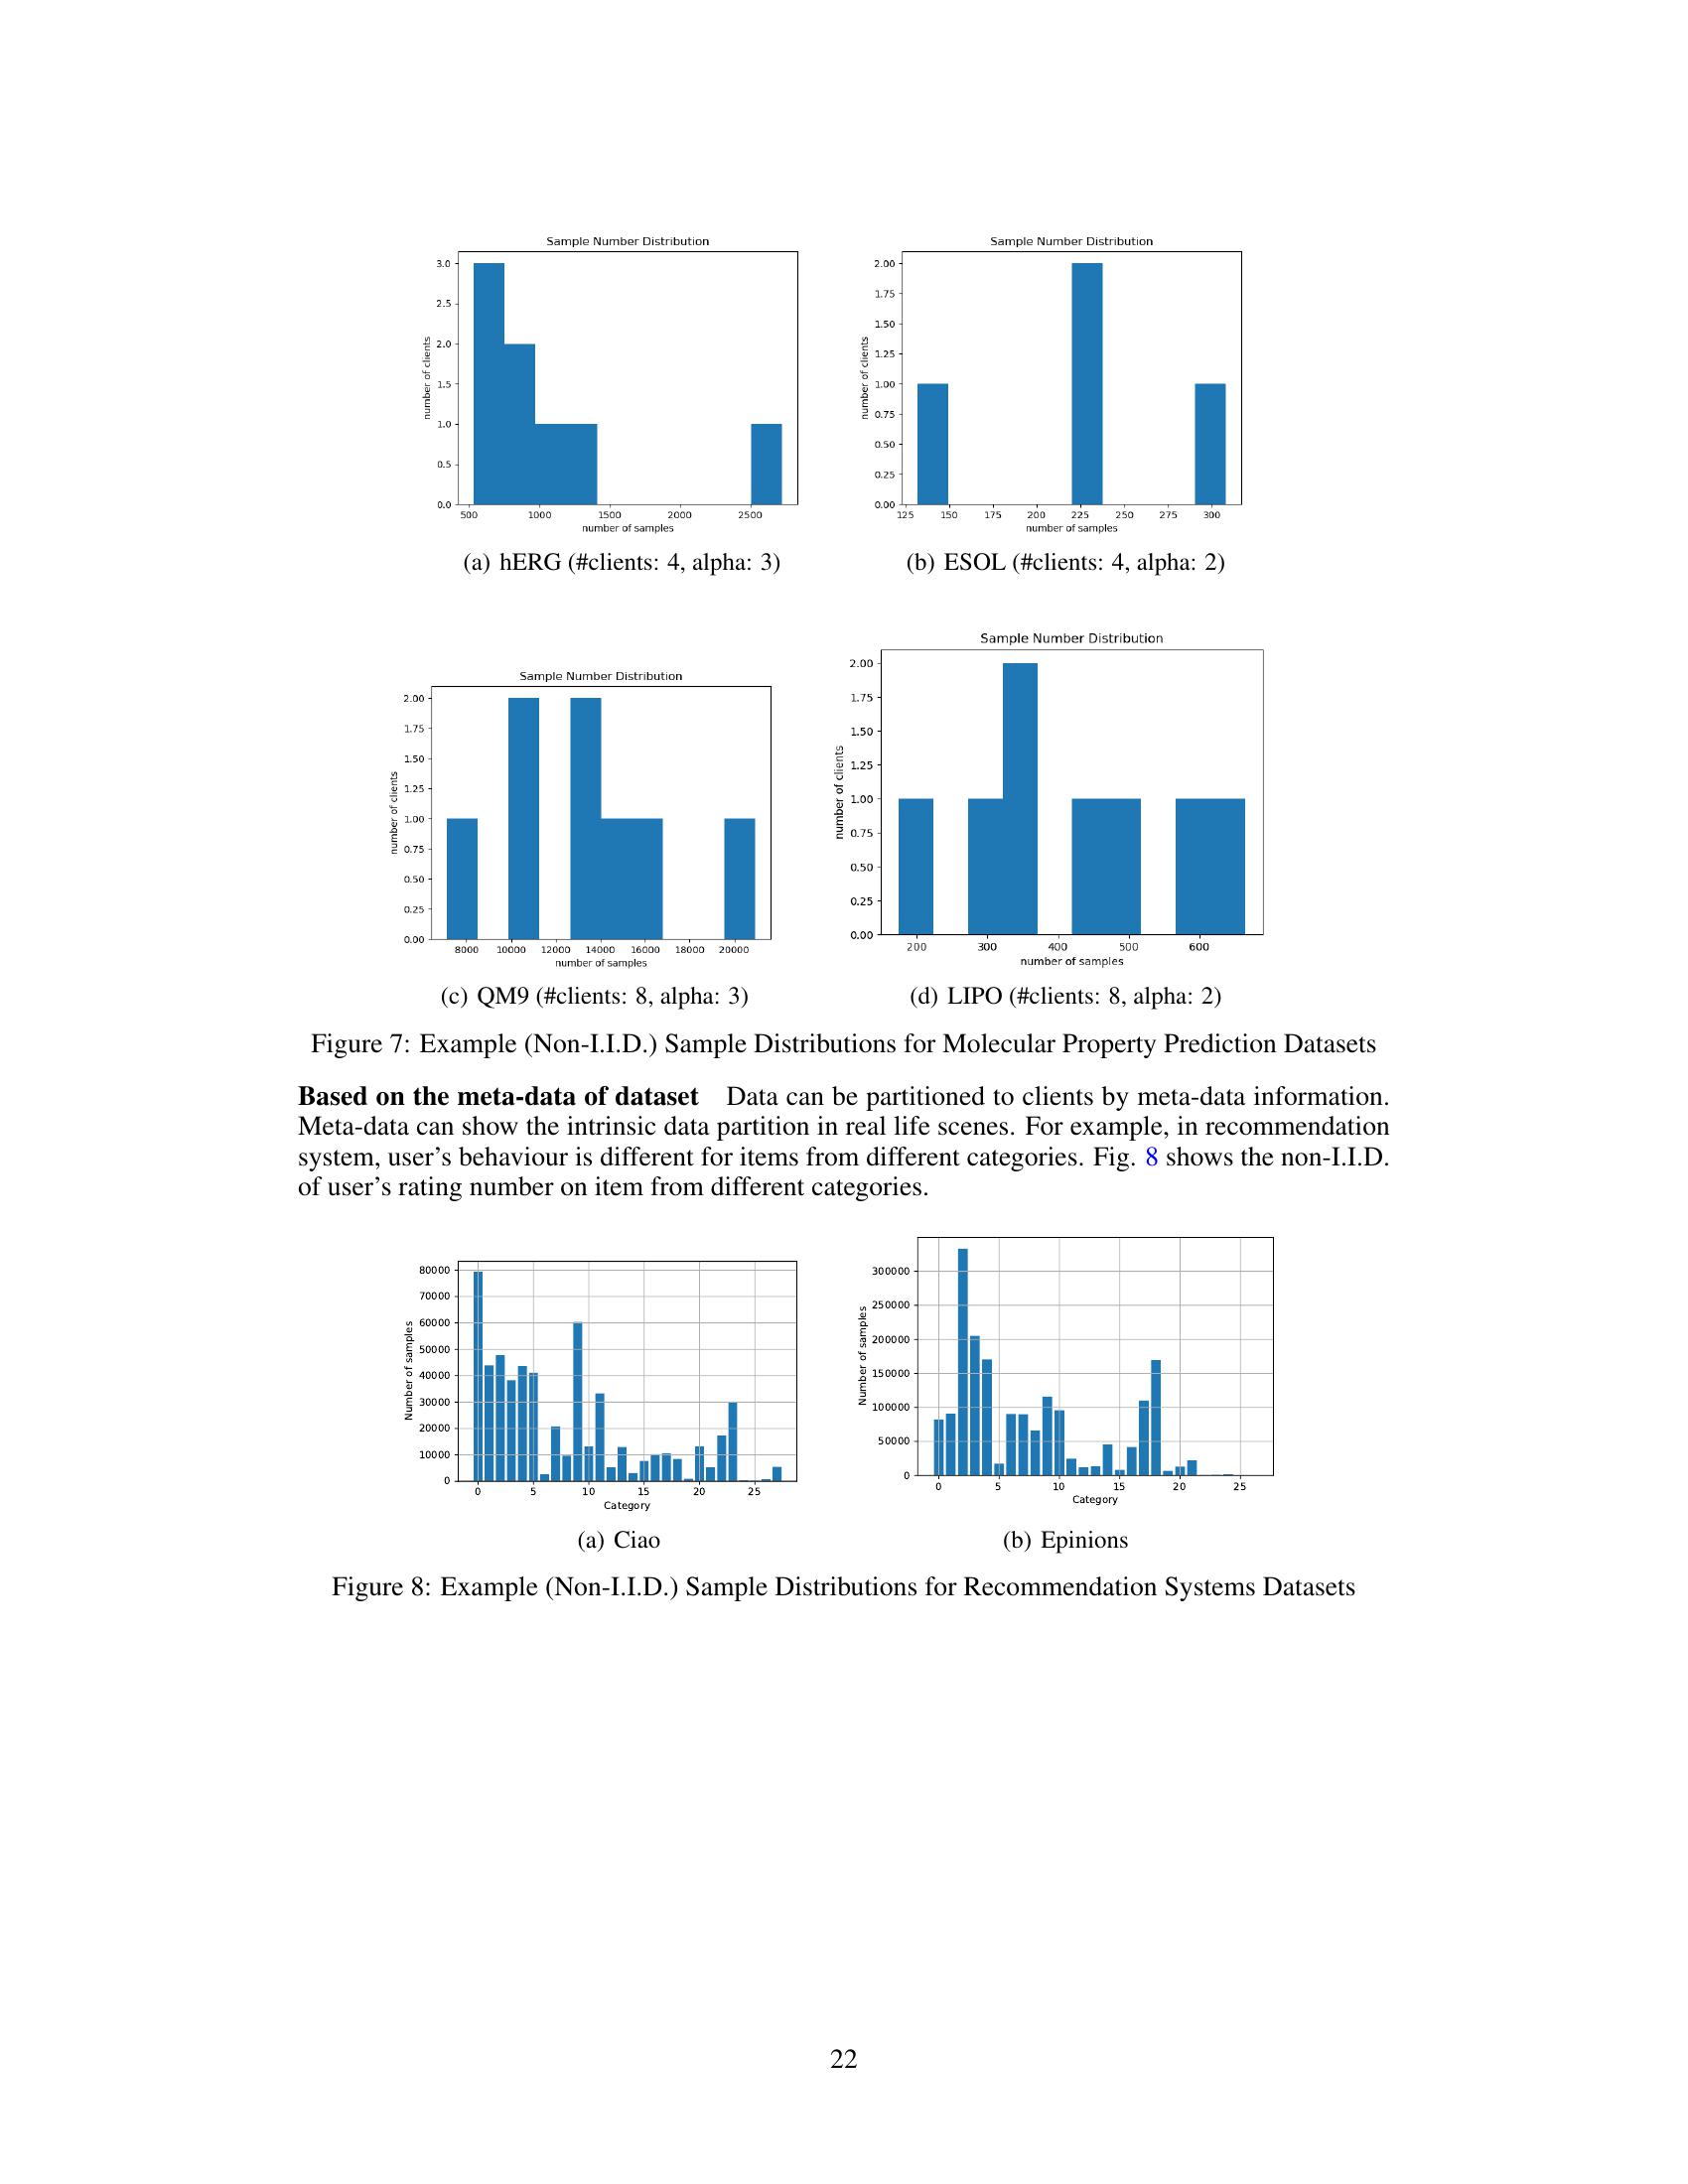 Sample Number Distribution
3.0
2.5
2.0
1.5
1.0
0.5
0.0
number of clients
500 1000 1500 2000 2500
number of samples
(a) hERG (#clients: 4, alpha: 3)
Sample Number Distribution
2.00
1.75
1.50
1.25
1.00
0.75
0.50
0.25
0.00
number of clients
125 150 175 200 225 250 275 300
number of samples
(b) ESOL (#clients: 4, alpha: 2)
Sample Number Distribution
2.00
1.75
1.50
1.25
1.00
0.75
0.50
0.25
0.00
number of clients
8000 10000 12000 14000 16000 18000 20000
number of samples
(c) QM9 (#clients: 8, alpha: 3)
Sample Number Distribution
2.00
1.75
1.50
1.25
1.00
0.75
0.50
0.25
0.00
number of clients
200 300 400 500 600
number of samples
(d) LIPO (#clients: 8, alpha: 2)
Figure 7: Example (Non-I.I.D.) Sample Distributions for Molecular Property Prediction Datasets
Based on the meta-data of dataset Data can be partitioned to clients by meta-data information.
Meta-data can show the intrinsic data partition in real life scenes. For example, in recommendation
system, user's behaviour is different for items from different categories. Fig. 8 shows the non-I.I.D.
of user's rating number on item from different categories.
80000
70000
60000
50000
40000
30000
20000
10000
0
Number of samples
0 5 10 15 20 25
Category
(a) Ciao
300000
250000
200000
150000
100000
50000
0
Number of samples
0 5 10 15 20 25
Category
(b) Epinions
Figure 8: Example (Non-I.I.D.) Sample Distributions for Recommendation Systems Datasets
22